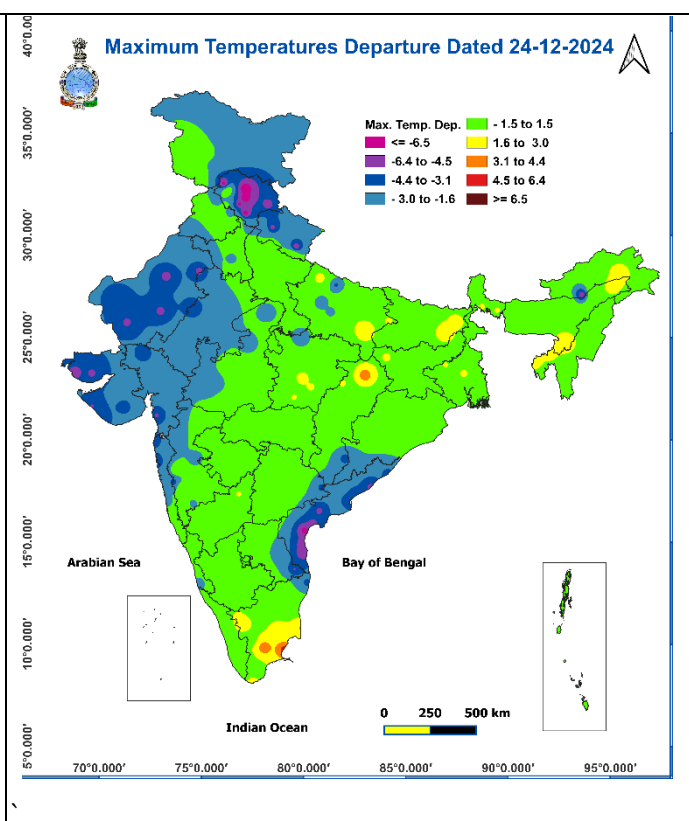 Maximum Temperatures Departure Dated 24-12-2024
Max. Temp. Dep.
<= -6.5
-6.4 to -4.5
-4.4 to -3.1
- 3.0 to -1.6
- 1.5 to 1.5
1.6 to 3.0
3.1 to 4.4
4.5 to 6.4
>= 6.5
40°0.000'
35°0.000'
30°0.000'
25°0.000'
20°0.000'
15°0.000'
10°0.000'
5°0.000'
Arabian Sea
Bay of Bengal
Indian Ocean
0 250 500 km
70°0.000' 75°0.000' 80°0.000' 85°0.000' 90°0.000' 95°0.000'
`